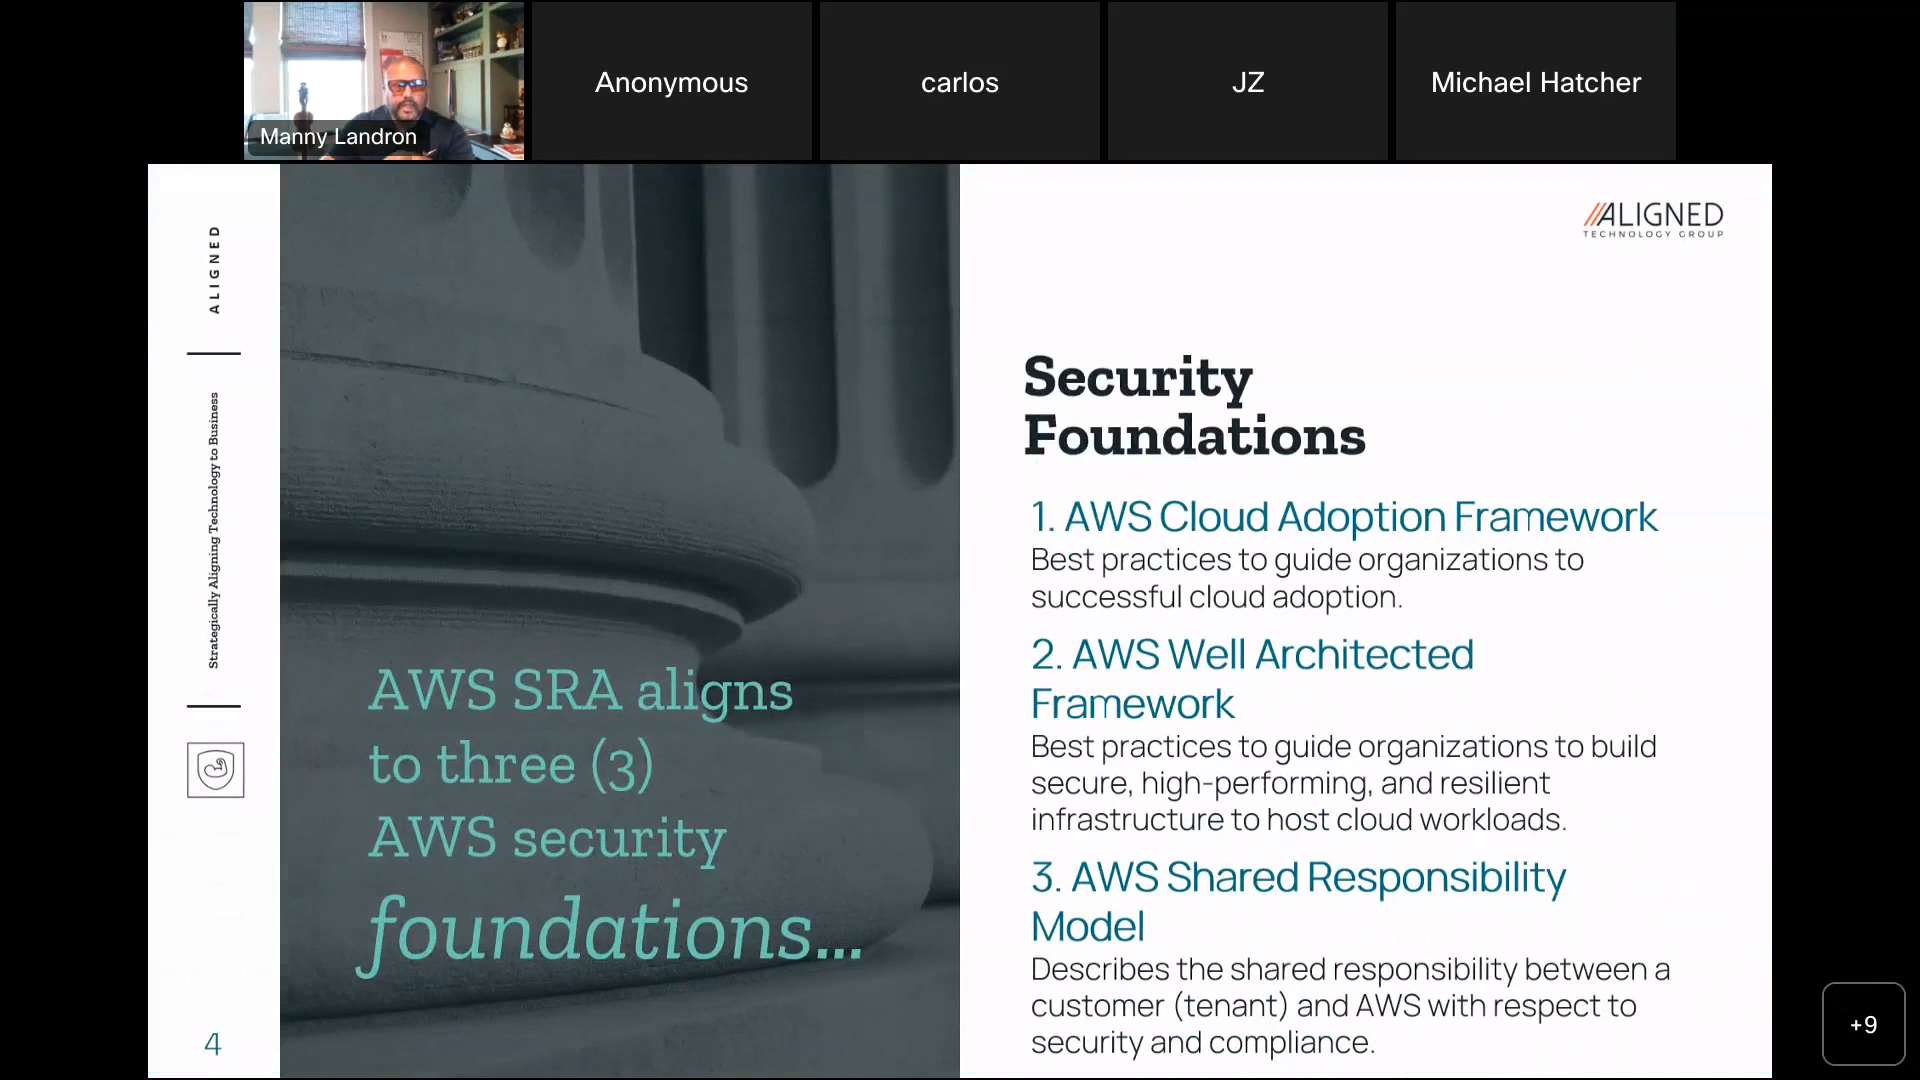 Manny Landron
Anonymous
carlos
JZ
Michael Hatcher
ALIGNED
Strategically Aligning Technology to Business
4
AWS SRA aligns
to three (3)
AWS security
foundations...
ALIGNED
TECHNOLOGY GROUP
Security
Foundations
1. AWS Cloud Adoption Framework
Best practices to guide organizations to
successful cloud adoption.
2. AWS Well Architected
Framework
Best practices to guide organizations to build
secure, high-performing, and resilient
infrastructure to host cloud workloads.
3. AWS Shared Responsibility
Model
Describes the shared responsibility between a
customer (tenant) and AWS with respect to
security and compliance.
+9